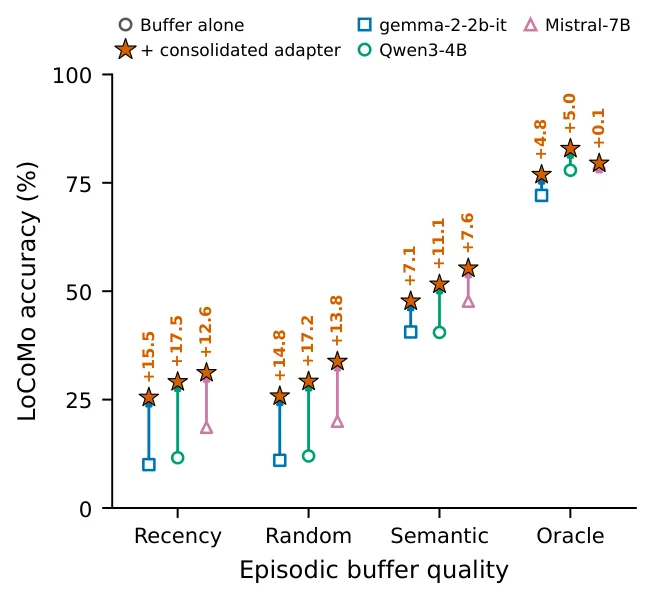 Buffer alone
+ consolidated adapter
gemma-2-2b-it
Qwen3-4B
Mistral-7B
LoCoMo accuracy (%)
100
75
50
25
0
+15.5
+17.5
+12.6
+14.8
+17.2
+13.8
+7.1
+11.1
+7.6
+4.8
+5.0
+0.1
Recency
Random
Semantic
Oracle
Episodic buffer quality